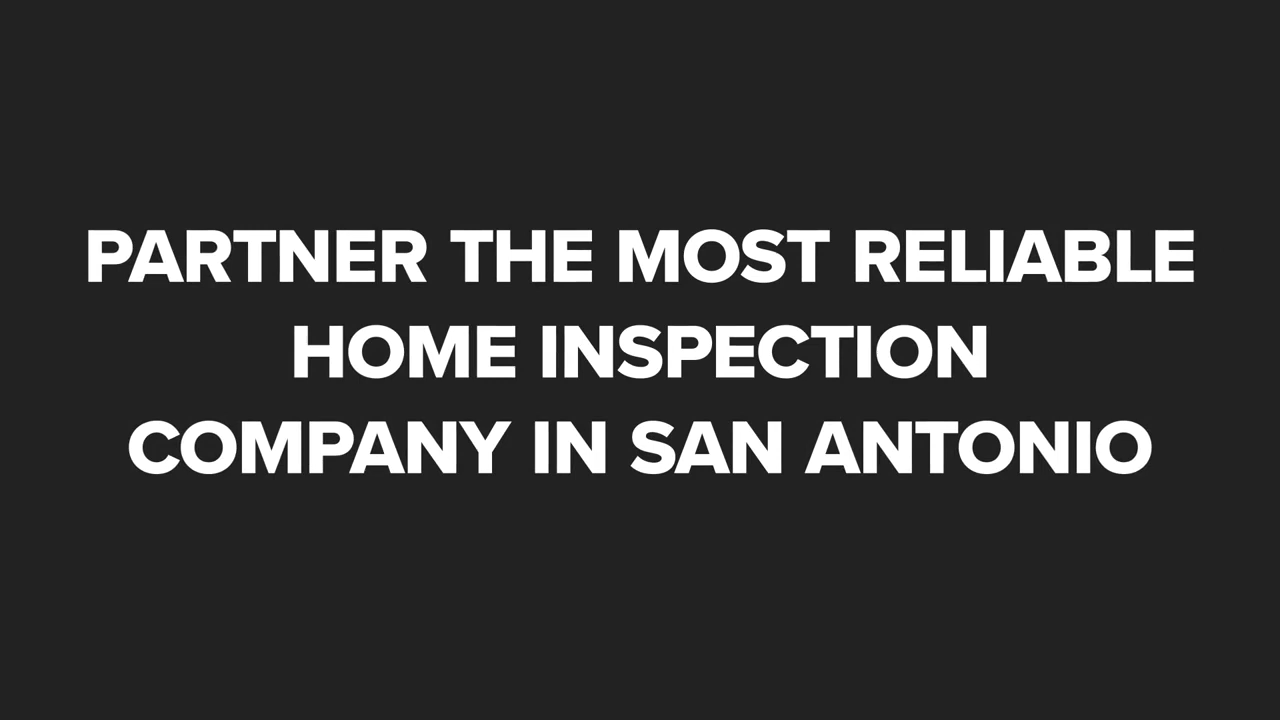 PARTNER THE MOST RELIABLE
HOME INSPECTION
COMPANY IN SAN ANTONIO